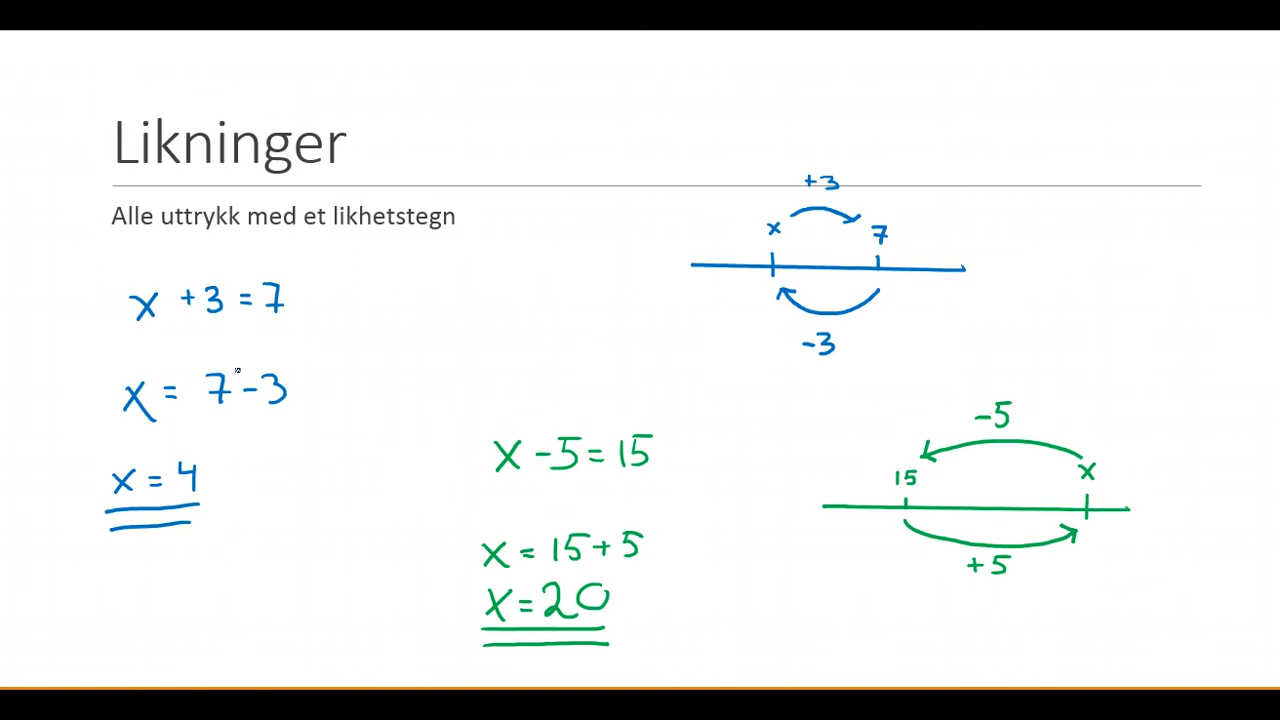 Likninger
Alle uttrykk med et likhetstegn
x + 3 = 7
x = 7 - 3
x = 4
+3
x 7
-3
x - 5 = 15
x = 15 + 5
x = 20
-5
15 x
+5